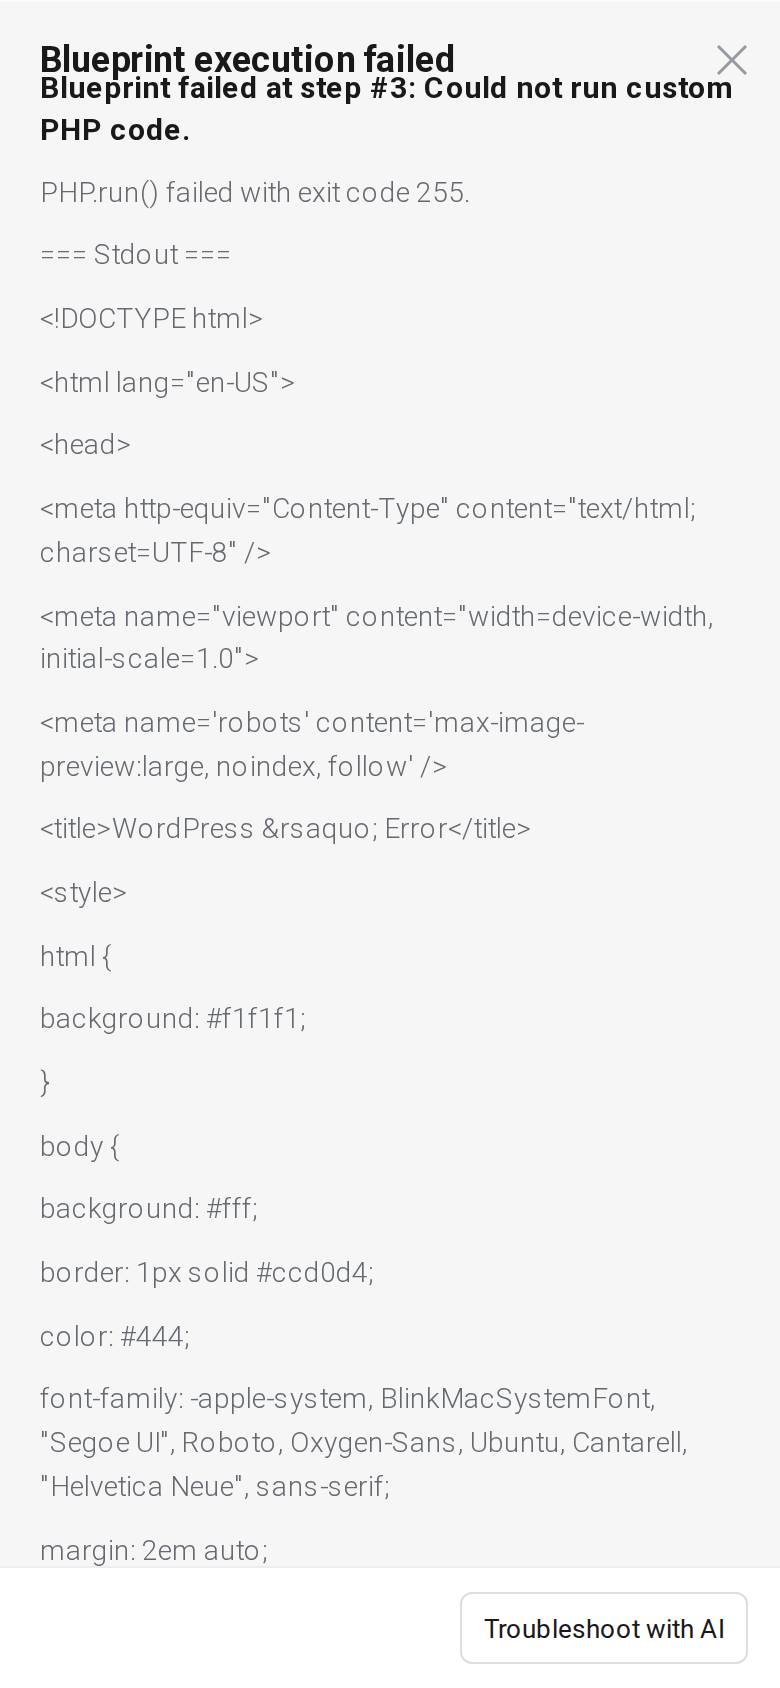 Blueprint execution failed
Blueprint failed at step #3: Could not run custom
PHP code.
PHP.run() failed with exit code 255.
=== Stdout ===
<!DOCTYPE html>
<html lang="en-US">
<head>
<meta http-equiv="Content-Type" content="text/html;
charset=UTF-8" />
<meta name="viewport" content="width=device-width,
initial-scale=1.0">
<meta name='robots' content='max-image-
preview:large, noindex, follow' />
<title>WordPress &rsaquo; Error</title>
<style>
html {
background: #f1f1f1;
}
body {
background: #fff;
border: 1px solid #ccd0d4;
color: #444;
font-family: -apple-system, BlinkMacSystemFont,
"Segoe UI", Roboto, Oxygen-Sans, Ubuntu, Cantarell,
"Helvetica Neue", sans-serif;
margin: 2em auto;
Troubleshoot with AI